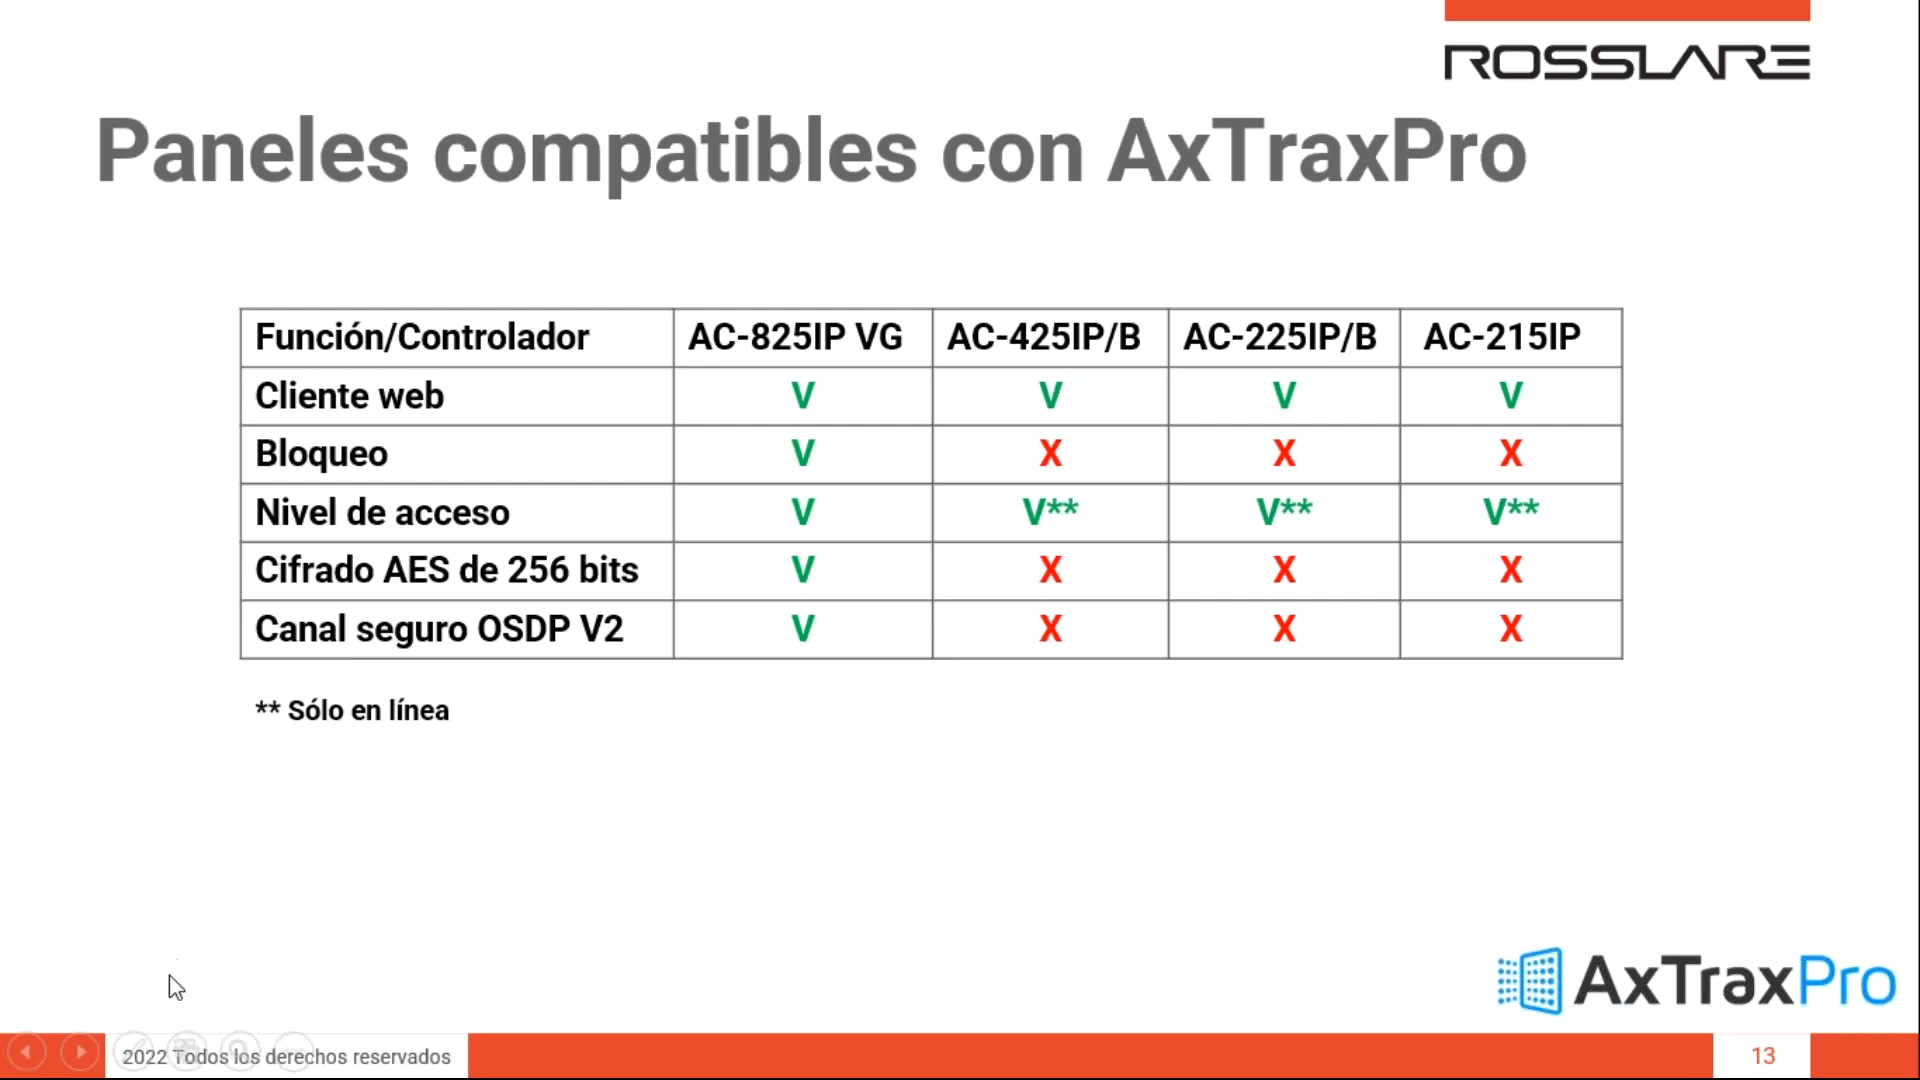 ROSSLARE
Paneles compatibles con AxTraxPro
Función/Controlador AC-825IP VG AC-425IP/B AC-225IP/B AC-215IP
Cliente web V V V V
Bloqueo V X X X
Nivel de acceso V V** V** V**
Cifrado AES de 256 bits V X X X
Canal seguro OSDP V2 V X X X
** Sólo en línea
AxTraxPro
2022 Todos los derechos reservados
13